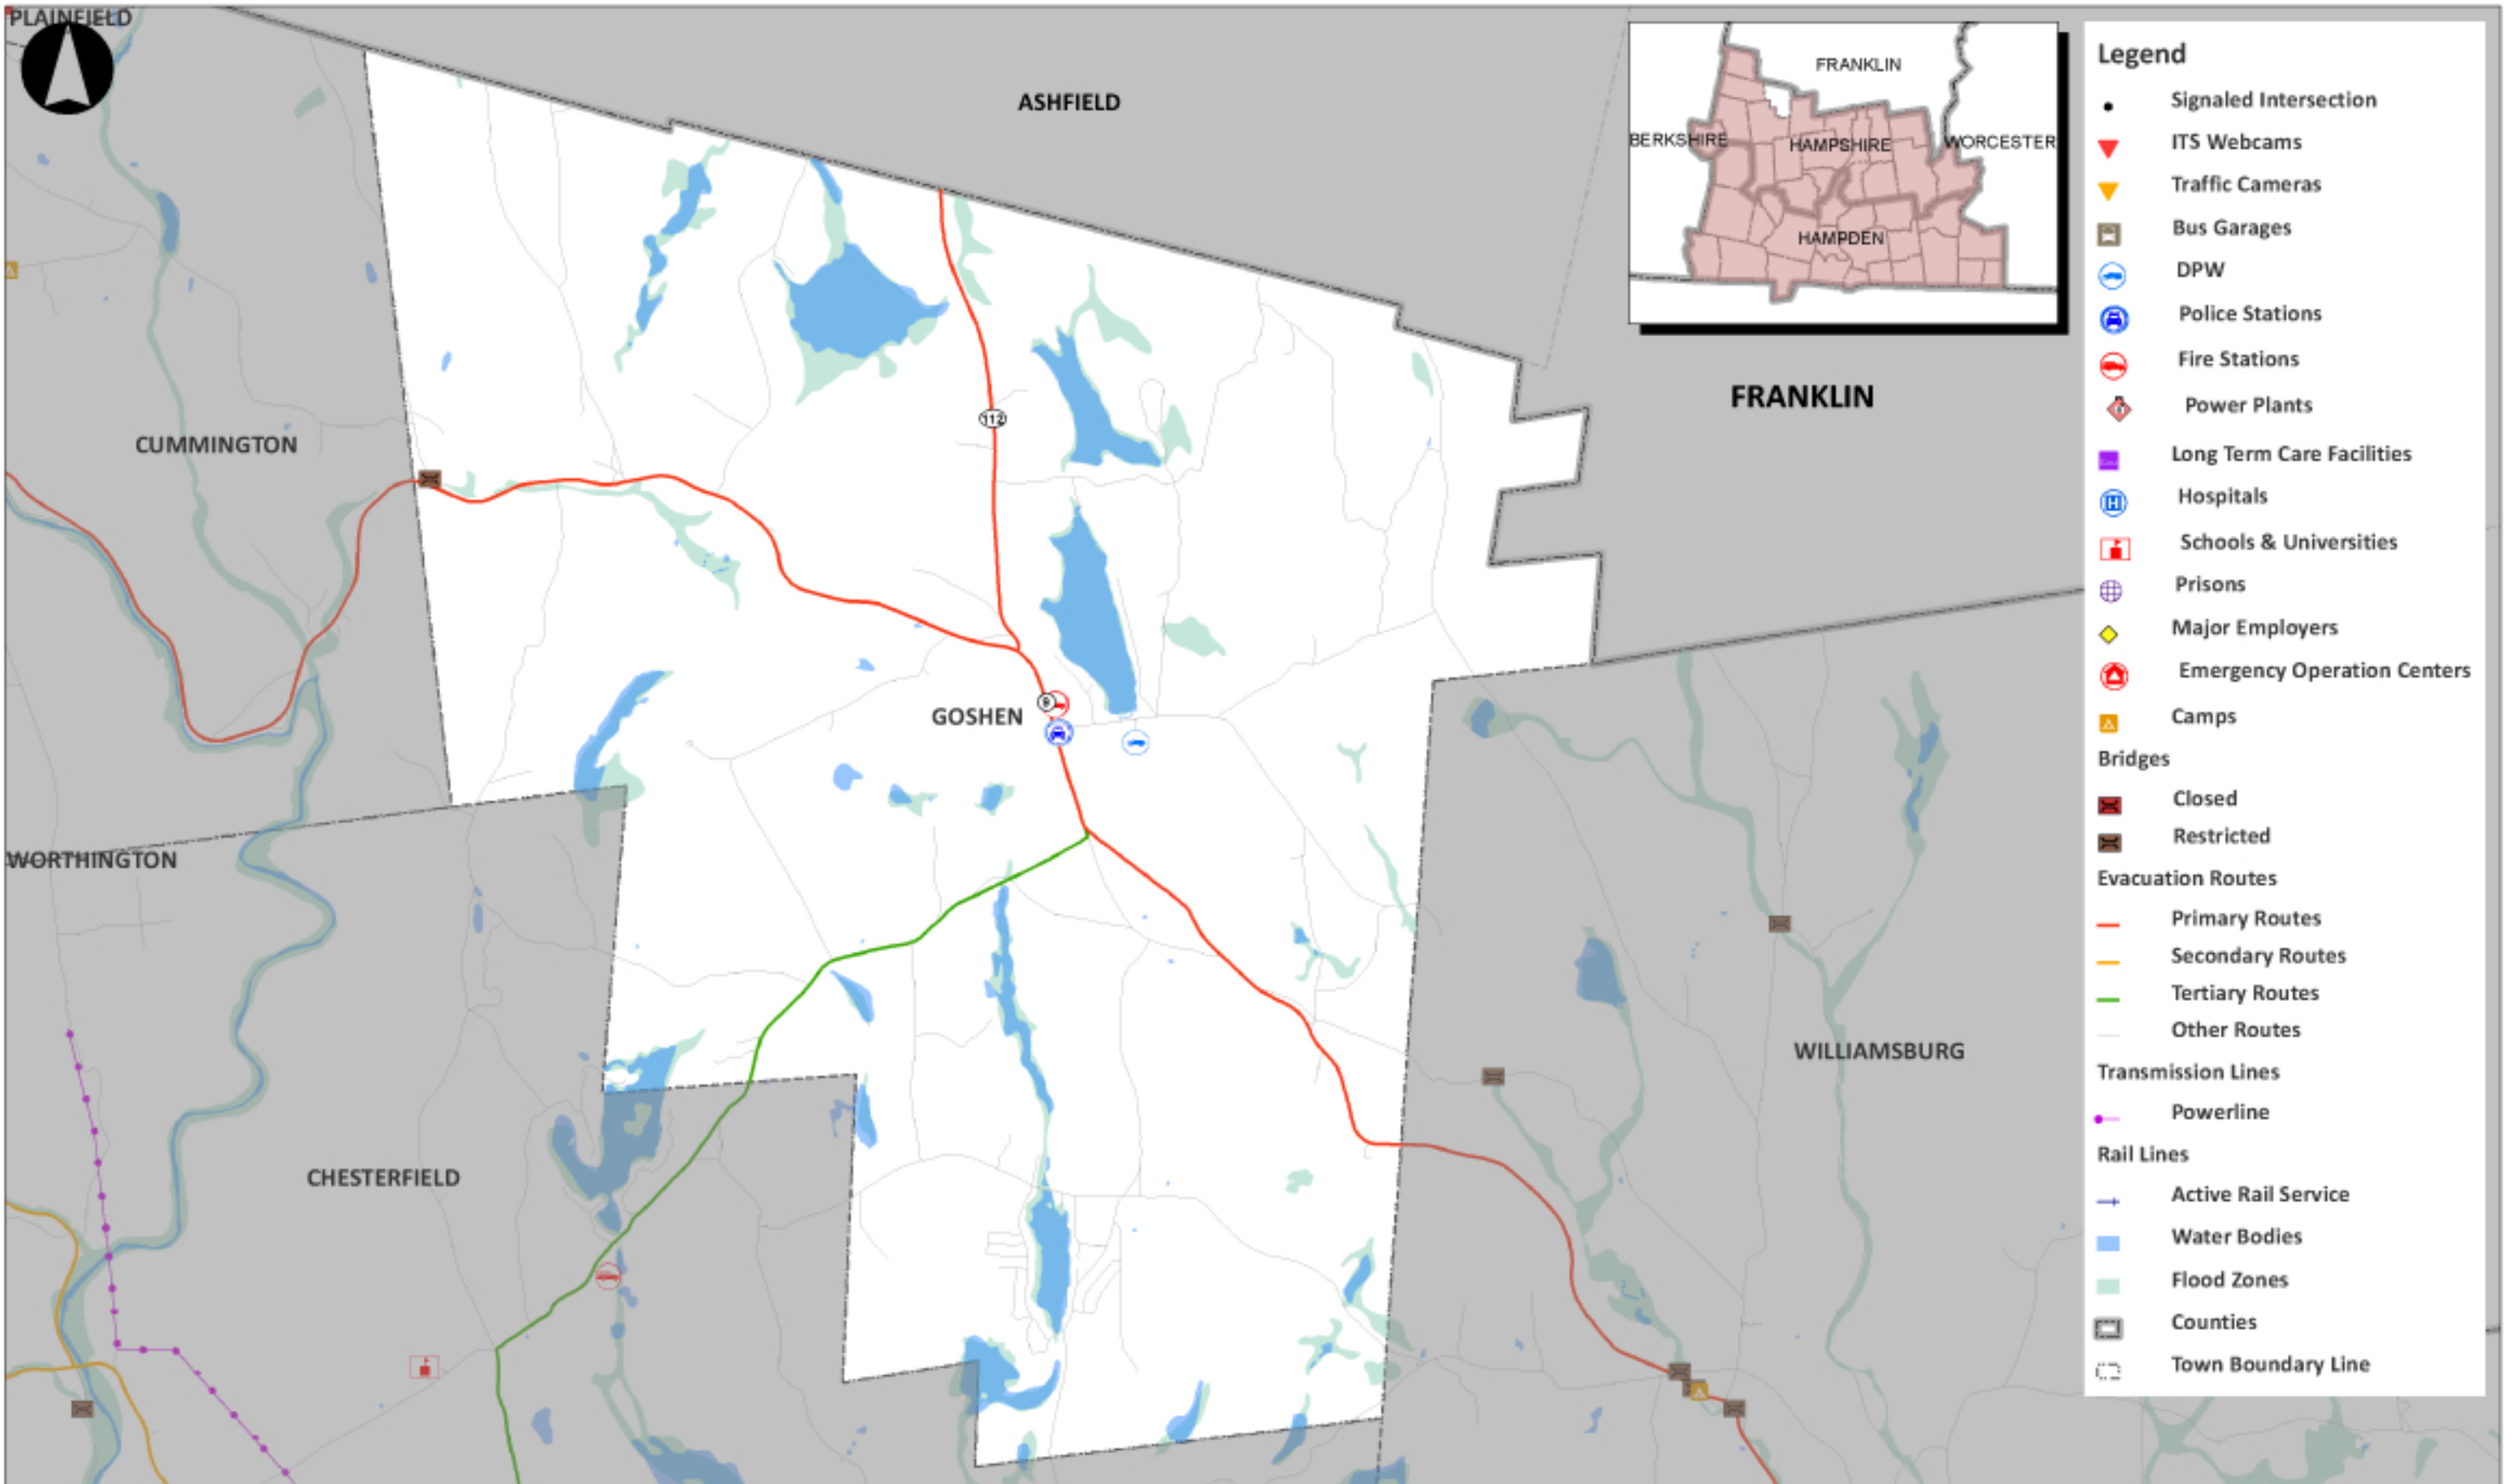 PLAINFIELD
ASHFIELD
CUMMINGTON
112
FRANKLIN
9
GOSHEN
WORTHINGTON
WILLIAMSBURG
CHESTERFIELD
FRANKLIN
BERKSHIRE
HAMPSHIRE
WORCESTER
HAMPDEN
Legend
Signaled Intersection
ITS Webcams
Traffic Cameras
Bus Garages
DPW
Police Stations
Fire Stations
Power Plants
Long Term Care Facilities
H Hospitals
Schools & Universities
Prisons
Major Employers
Emergency Operation Centers
Camps
Bridges
Closed
Restricted
Evacuation Routes
Primary Routes
Secondary Routes
Tertiary Routes
Other Routes
Transmission Lines
Powerline
Rail Lines
Active Rail Service
Water Bodies
Flood Zones
Counties
Town Boundary Line